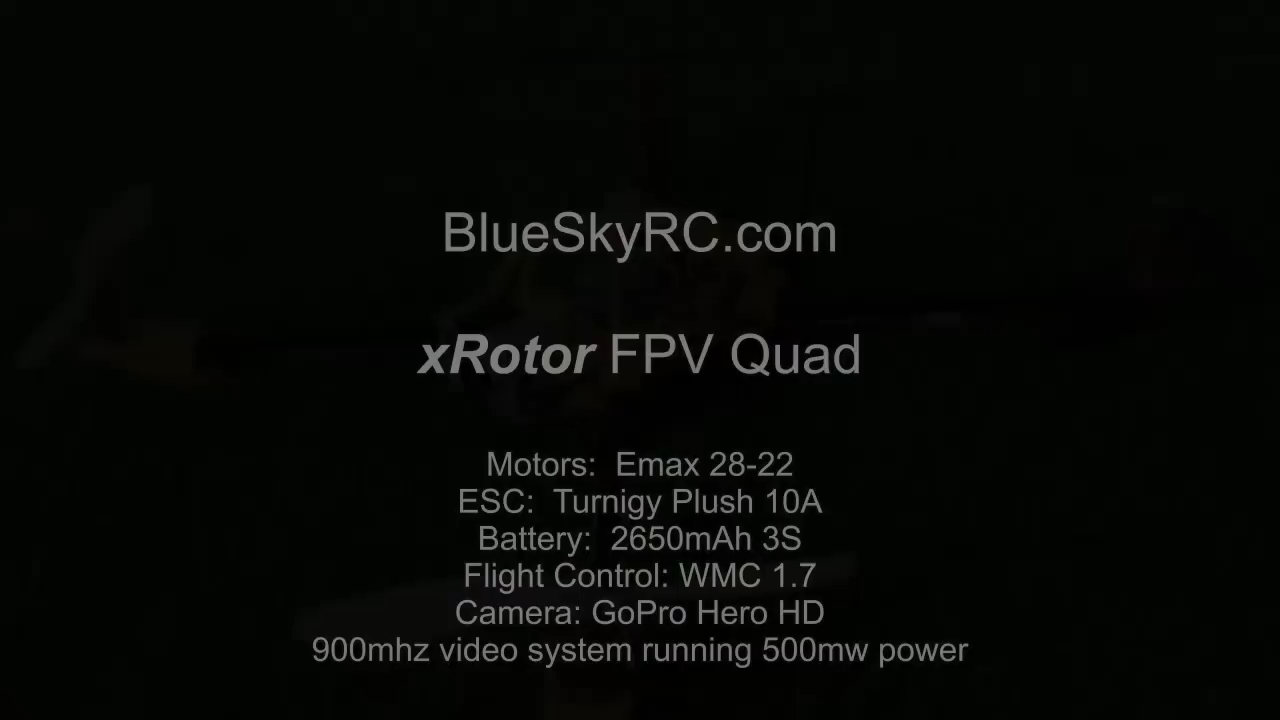 BlueSkyRC.com
xRotor FPV Quad
Motors: Emax 28-22
ESC: Turnigy Plush 10A
Battery: 2650mAh 3S
Flight Control: WMC 1.7
Camera: GoPro Hero HD
900mhz video system running 500mw power